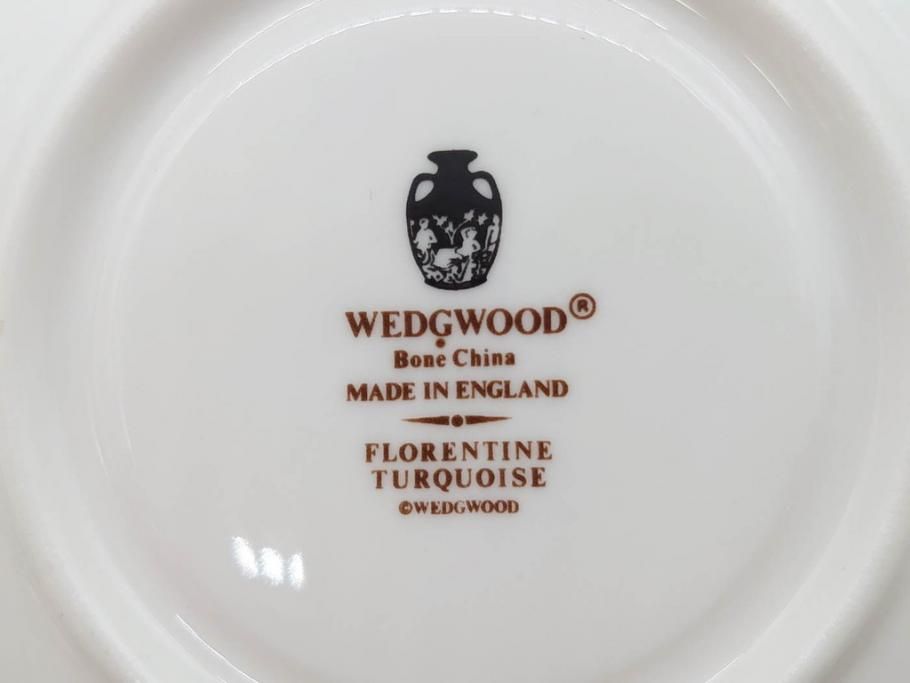 WEDGWOOD®
Bone China
MADE IN ENGLAND
FLORENTINE
TURQUOISE
©WEDGWOOD